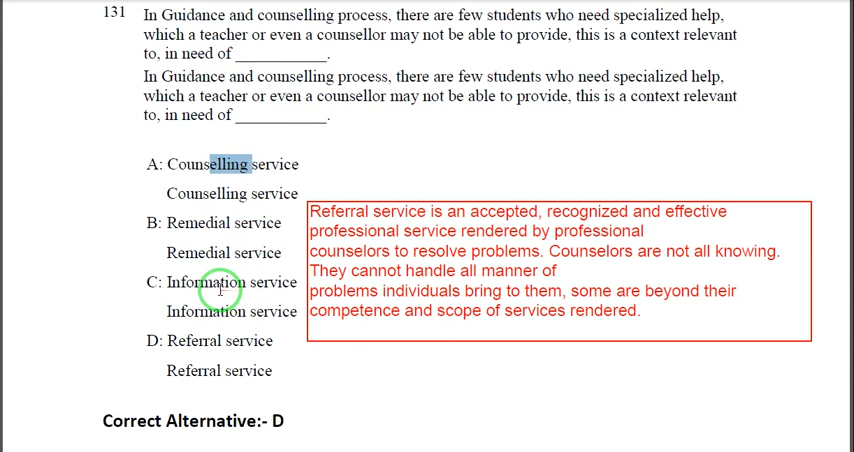 131 In Guidance and counselling process, there are few students who need specialized help,
which a teacher or even a counsellor may not be able to provide, this is a context relevant
to, in need of ____________.
In Guidance and counselling process, there are few students who need specialized help,
which a teacher or even a counsellor may not be able to provide, this is a context relevant
to, in need of ____________.
A: Counselling service
Counselling service
B: Remedial service
Remedial service
C: Information service
Information service
D: Referral service
Referral service
Referral service is an accepted, recognized and effective
professional service rendered by professional
counselors to resolve problems. Counselors are not all knowing.
They cannot handle all manner of
problems individuals bring to them, some are beyond their
competence and scope of services rendered.
Correct Alternative:- D